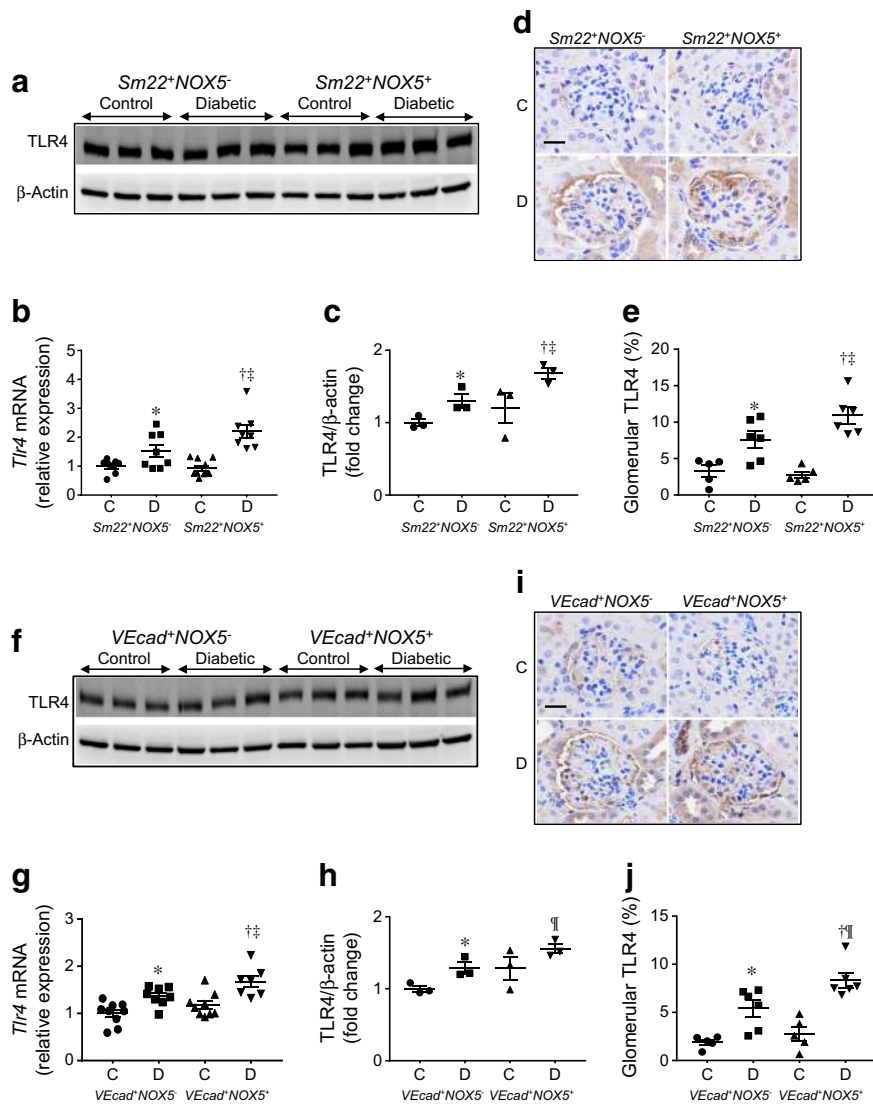 a
Sm22+NOX5- Sm22+NOX5+
Control Diabetic Control Diabetic
TLR4
β-Actin
d
Sm22+NOX5- Sm22+NOX5+
C
D
b
Tlr4 mRNA
(relative expression)
5
4
3
2
1
0
*
†‡
C D C D
Sm22+NOX5- Sm22+NOX5+
c
TLR4/β-actin
(fold change)
2
1
0
*
†‡
C D C D
Sm22+NOX5- Sm22+NOX5+
e
Glomerular TLR4 (%)
20
15
10
5
0
*
†‡
C D C D
Sm22+NOX5- Sm22+NOX5+
f
VEcad+NOX5- VEcad+NOX5+
Control Diabetic Control Diabetic
TLR4
β-Actin
i
VEcad+NOX5- VEcad+NOX5+
C
D
g
Tlr4 mRNA
(relative expression)
3
2
1
0
*
†‡
C D C D
VEcad+NOX5- VEcad+NOX5+
h
TLR4/β-actin
(fold change)
2
1
0
*
¶
C D C D
VEcad+NOX5- VEcad+NOX5+
j
Glomerular TLR4 (%)
15
10
5
0
*
†¶
C D C D
VEcad+NOX5- VEcad+NOX5+